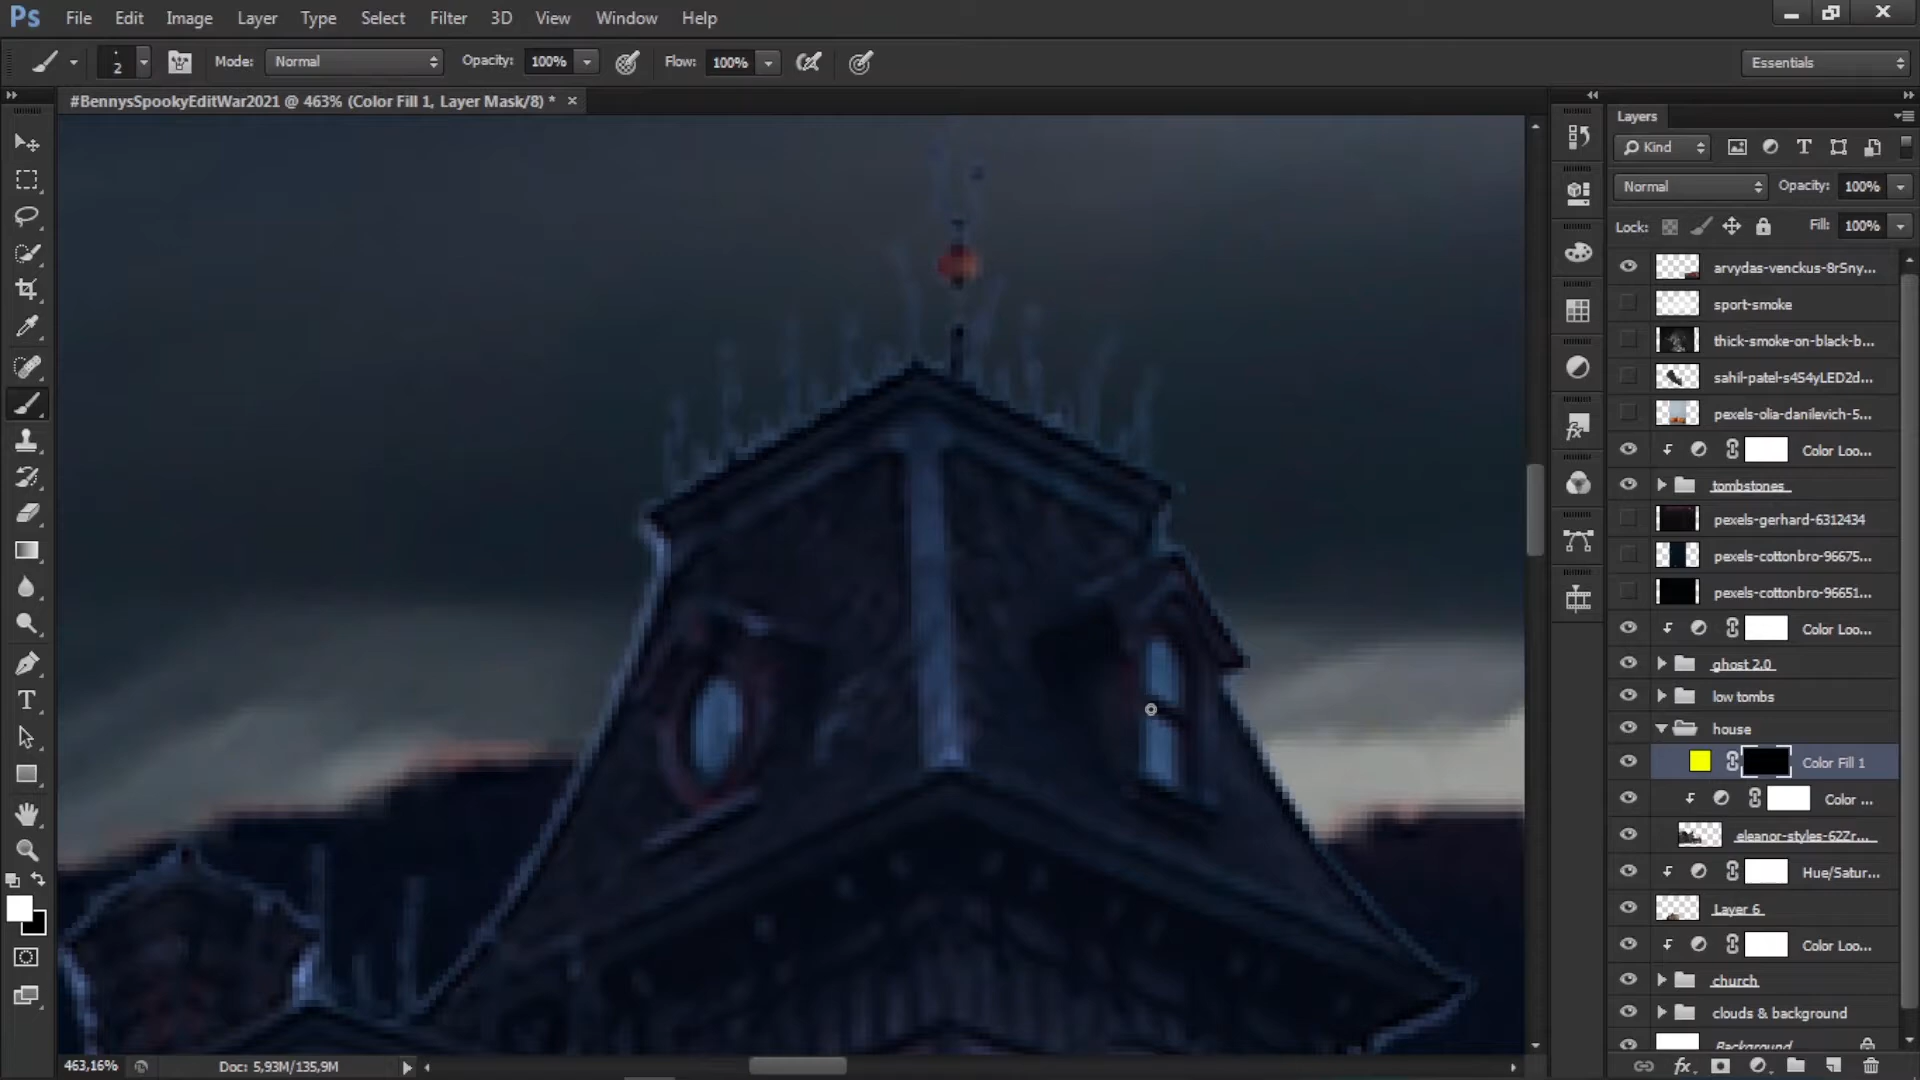 Ps File Edit Image Layer Type Select Filter 3D View Window Help
2 Mode: Normal Opacity: 100% Flow: 100% Essentials
#BennysSpookyEditWar2021 @ 463% (Color Fill 1, Layer Mask/8) * ×
Layers
Kind
Normal Opacity: 100%
Lock: Fill: 100%
arvydas-venckus-8rSny...
sport-smoke
thick-smoke-on-black-b...
sahil-patel-s454yLED2d...
pexels-olia-danilevich-5...
Color Loo...
tombstones
pexels-gerhard-6312434
pexels-cottonbro-96675...
pexels-cottonbro-96651...
Color Loo...
ghost 2.0
low tombs
house
Color Fill 1
Color ...
eleanor-styles-62Zr...
Hue/Satur...
Layer 6
Color Loo...
church
clouds & background
Background
463,16% Doc: 5,93M/135,9M